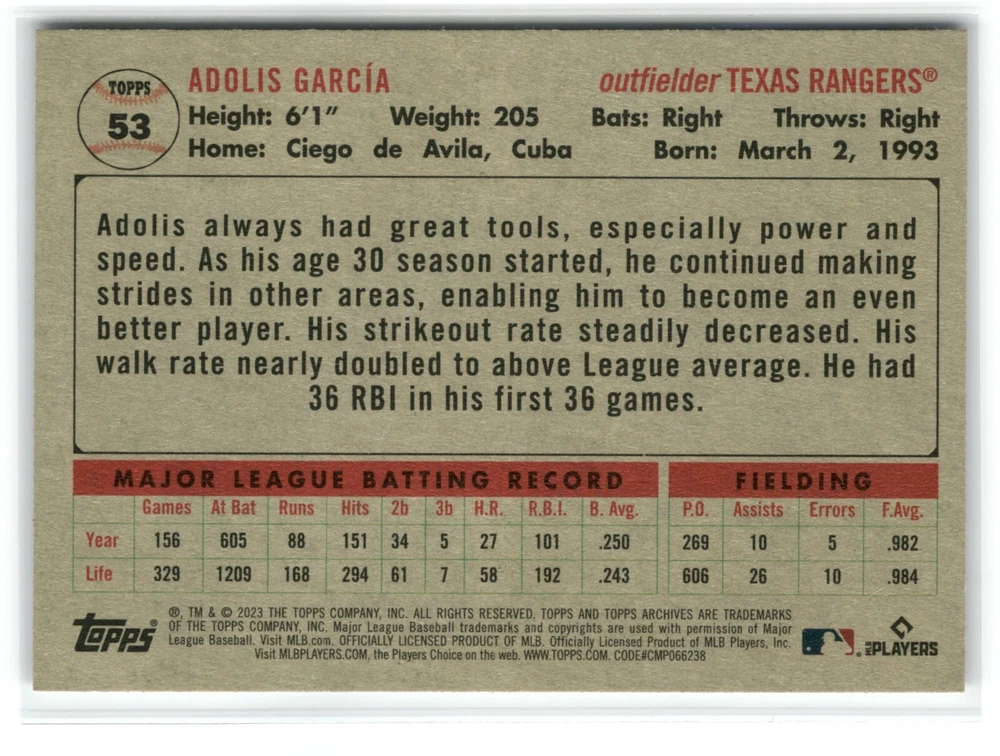 TOPPS
53
ADOLIS GARCÍA outfielder TEXAS RANGERS®
Height: 6'1" Weight: 205 Bats: Right Throws: Right
Home: Ciego de Avila, Cuba Born: March 2, 1993
Adolis always had great tools, especially power and
speed. As his age 30 season started, he continued making
strides in other areas, enabling him to become an even
better player. His strikeout rate steadily decreased. His
walk rate nearly doubled to above League average. He had
36 RBI in his first 36 games.
MAJOR LEAGUE BATTING RECORD FIELDING
Games At Bat Runs Hits 2b 3b H.R. R.B.I. B. Avg. P.O. Assists Errors F.Avg.
Year 156 605 88 151 34 5 27 101 .250 269 10 5 .982
Life 329 1209 168 294 61 7 58 192 .243 606 26 10 .984
®, TM & © 2023 THE TOPPS COMPANY, INC. ALL RIGHTS RESERVED. TOPPS AND TOPPS ARCHIVES ARE TRADEMARKS
OF THE TOPPS COMPANY, INC. Major League Baseball trademarks and copyrights are used with permission of Major
League Baseball. Visit MLB.com. OFFICIALLY LICENSED PRODUCT OF MLB. Officially Licensed Product of MLB Players, Inc.
Visit MLBPLAYERS.COM, the Players Choice on the web. WWW.TOPPS.COM. CODE#CMP066238
topps®
MLB PLAYERS